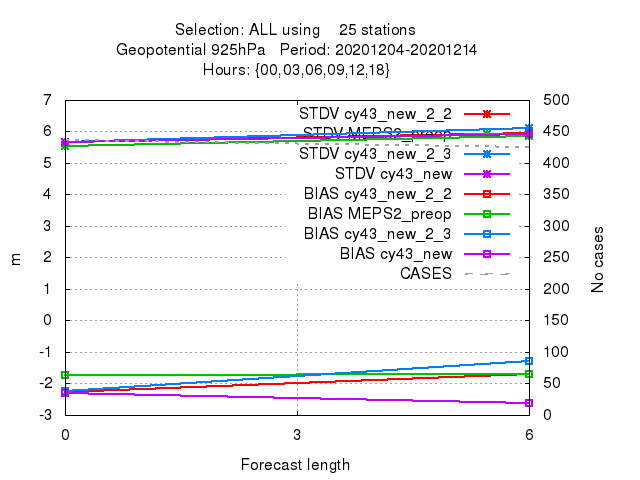 Selection: ALL using 25 stations
Geopotential 925hPa Period: 20201204-20201214
Hours: {00,03,06,09,12,18}
7 500
STDV cy43_new_2_2
6 STDV MEPS2_preop 450
STDV cy43_new_2_3
5 STDV cy43_new 400
BIAS cy43_new_2_2
4 350
BIAS MEPS2_preop
3 BIAS cy43_new_2_3 300
2 BIAS cy43_new 250
m No cases
CASES
1 200
0 150
-1 100
-2 50
-3 0
0 3 6
Forecast length